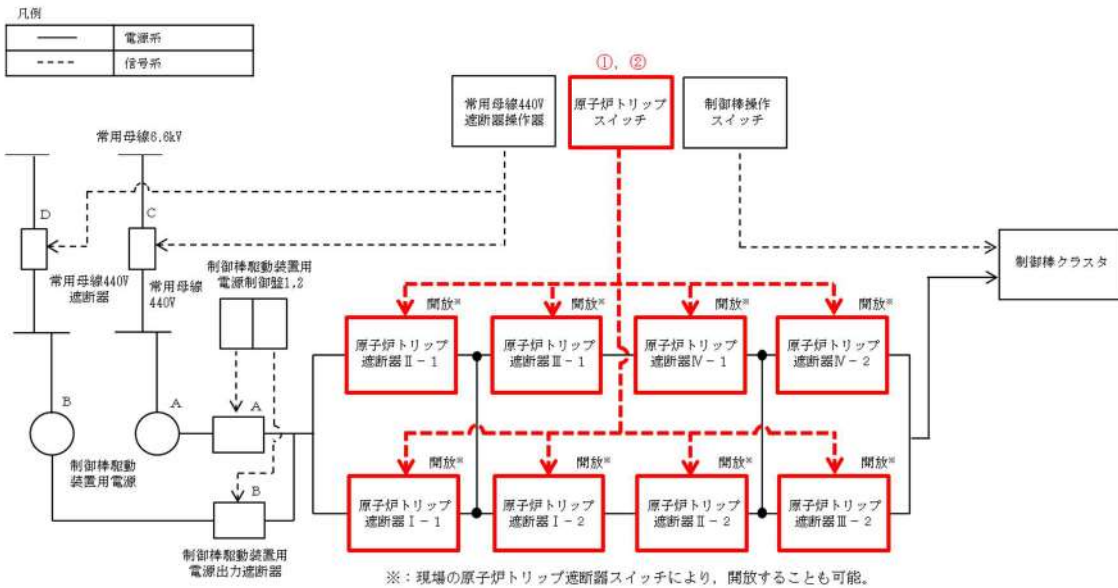 凡例
電源系
信号系
①, ②
常用母線440V
遮断器操作器
原子炉トリップ
スイッチ
制御棒操作
スイッチ
常用母線6.6kV
D
C
常用母線440V
遮断器
常用母線
440V
制御棒駆動装置用
電源制御盤1,2
制御棒クラスタ
開放※
開放※
開放※
開放※
原子炉トリップ
遮断器Ⅱ-1
原子炉トリップ
遮断器Ⅲ-1
原子炉トリップ
遮断器Ⅳ-1
原子炉トリップ
遮断器Ⅳ-2
B
A
A
制御棒駆動
装置用電源
B
制御棒駆動装置用
電源出力遮断器
開放※
開放※
開放※
開放※
原子炉トリップ
遮断器Ⅰ-1
原子炉トリップ
遮断器Ⅰ-2
原子炉トリップ
遮断器Ⅱ-2
原子炉トリップ
遮断器Ⅲ-2
※:現場の原子炉トリップ遮断器スイッチにより,開放することも可能。